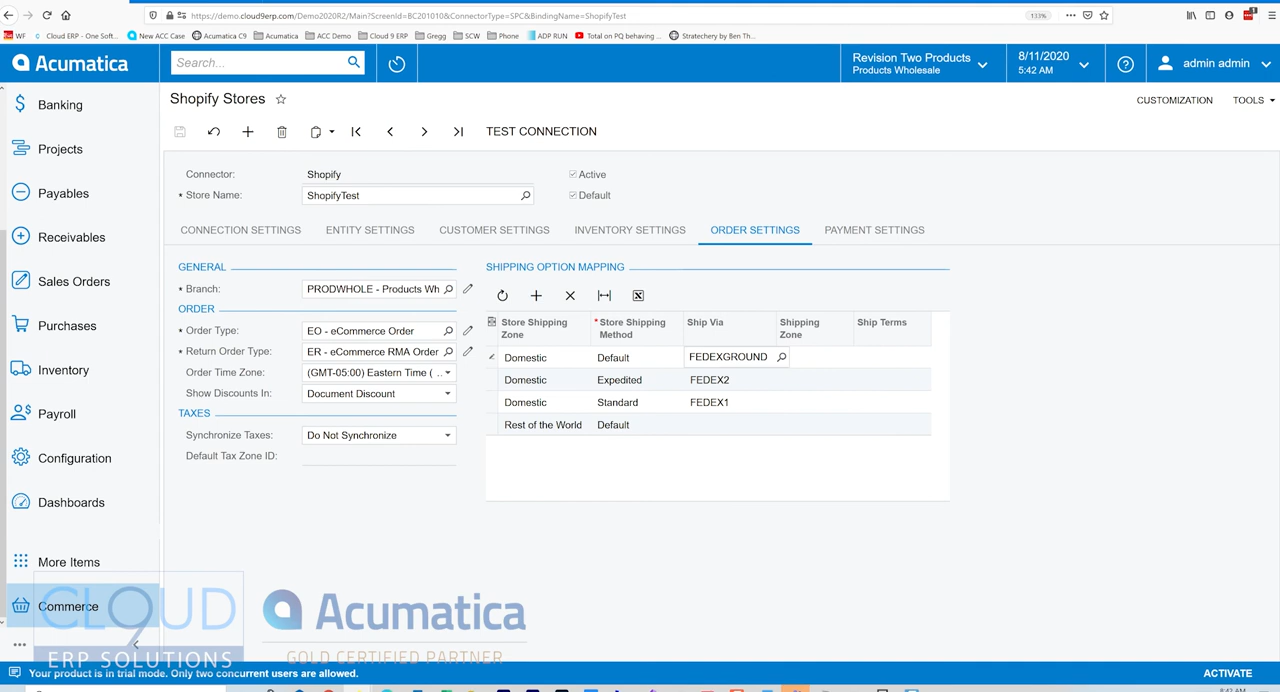 https://demo.cloud9erp.com/Demo2020R2/Main?ScreenId=BC201010&ConnectorType=SPC&BindingName=ShopifyTest
133%
WF Cloud ERP - One Soft... New ACC Case Acumatica C9 Acumatica ACC Demo Cloud 9 ERP Gregg SCW Phone ADP RUN Total on PQ behaving ... Stratechery by Ben Th...
Acumatica
Search...
Revision Two Products
Products Wholesale
8/11/2020
5:42 AM
admin admin
Shopify Stores
CUSTOMIZATION TOOLS
TEST CONNECTION
Banking
Projects
Payables
Receivables
Sales Orders
Purchases
Inventory
Payroll
Configuration
Dashboards
More Items
Commerce
Connector: Shopify
Active
* Store Name: ShopifyTest
Default
CONNECTION SETTINGS ENTITY SETTINGS CUSTOMER SETTINGS INVENTORY SETTINGS ORDER SETTINGS PAYMENT SETTINGS
GENERAL
* Branch: PRODWHOLE - Products Wh
ORDER
* Order Type: EO - eCommerce Order
* Return Order Type: ER - eCommerce RMA Order
Order Time Zone: (GMT-05:00) Eastern Time ( ...
Show Discounts In: Document Discount
TAXES
Synchronize Taxes: Do Not Synchronize
Default Tax Zone ID:
SHIPPING OPTION MAPPING
Store Shipping Zone * Store Shipping Method Ship Via Shipping Zone Ship Terms
Domestic Default FEDEXGROUND
Domestic Expedited FEDEX2
Domestic Standard FEDEX1
Rest of the World Default
CLOUD 9
ERP SOLUTIONS
Acumatica
GOLD CERTIFIED PARTNER
Your product is in trial mode. Only two concurrent users are allowed.
ACTIVATE